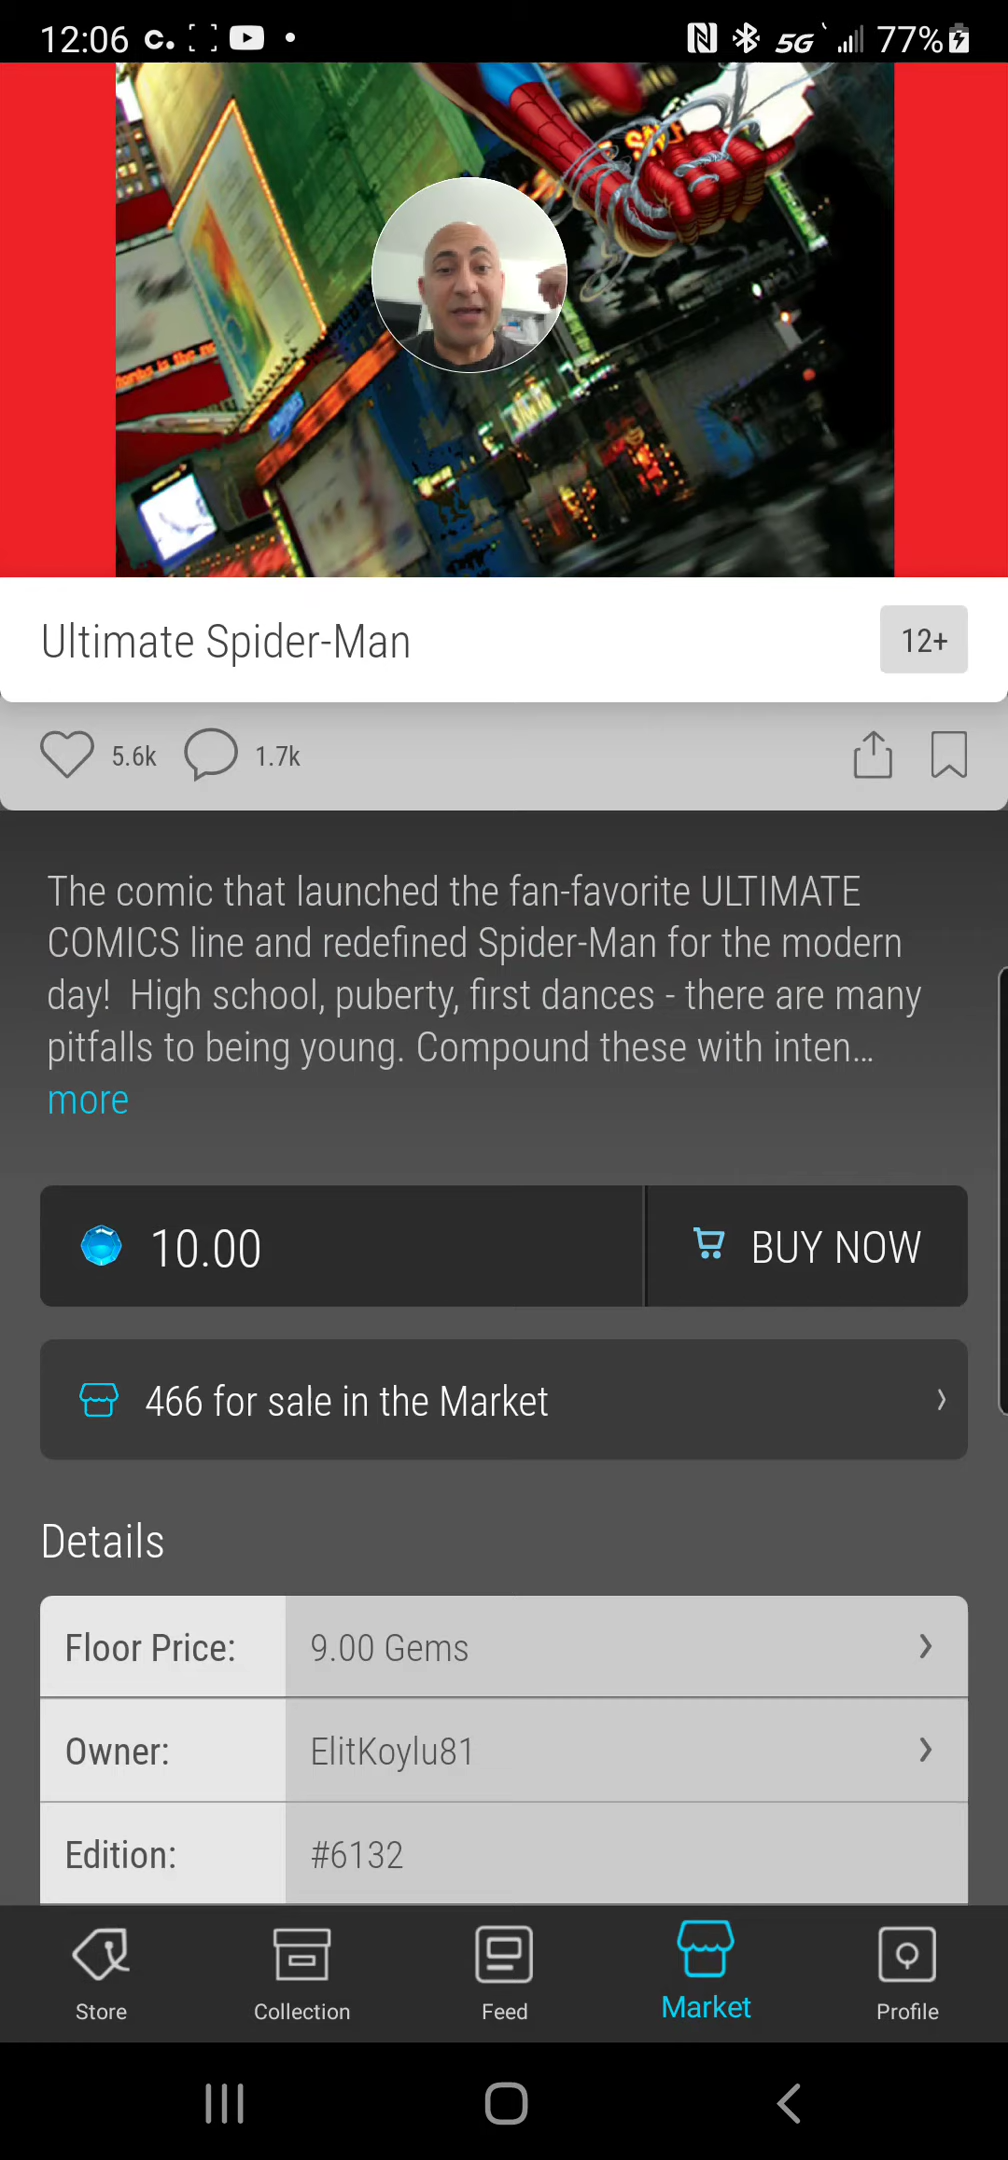 12:06 c.
5G 77%
Ultimate Spider-Man
12+
5.6k 1.7k
The comic that launched the fan-favorite ULTIMATE
COMICS line and redefined Spider-Man for the modern
day!  High school, puberty, first dances - there are many
pitfalls to being young. Compound these with inten...
more
10.00 BUY NOW
466 for sale in the Market
Details
Floor Price: 9.00 Gems
Owner: ElitKoylu81
Edition: #6132
Store Collection Feed Market Profile